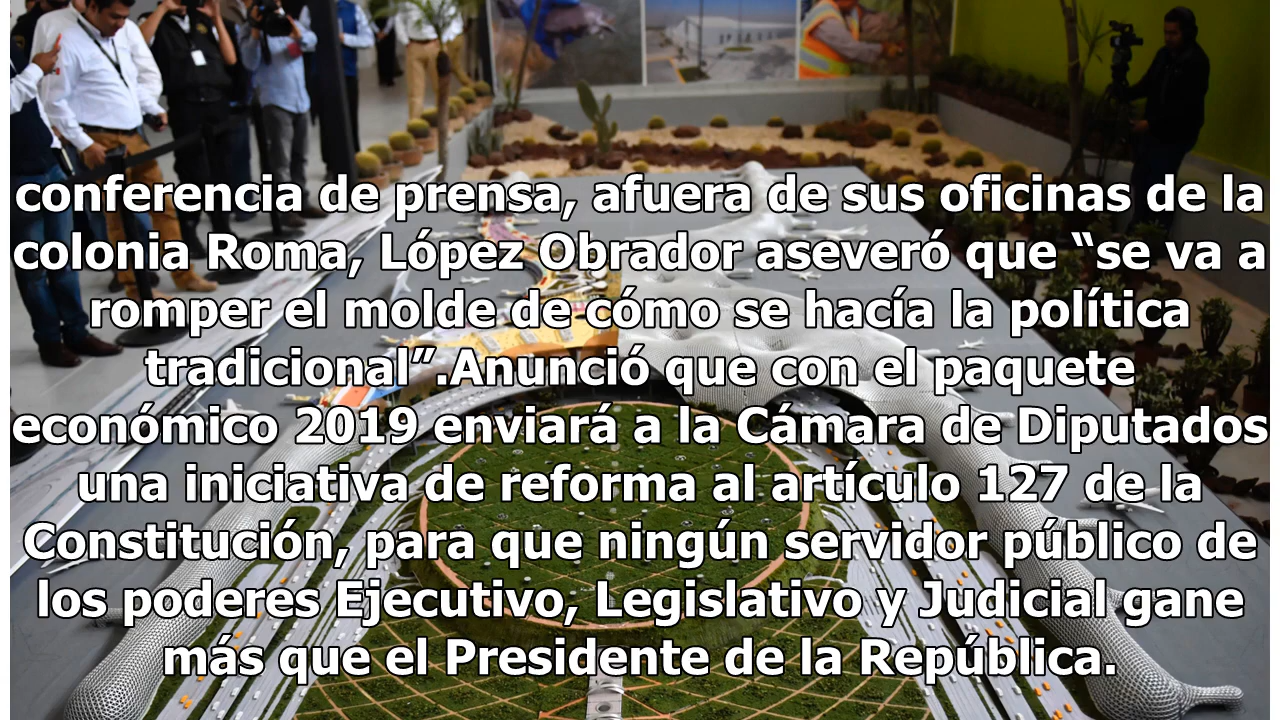 conferencia de prensa, afuera de sus oficinas de la
colonia Roma, López Obrador aseveró que “se va a
romper el molde de cómo se hacía la política
tradicional”.Anunció que con el paquete
económico 2019 enviará a la Cámara de Diputados
una iniciativa de reforma al artículo 127 de la
Constitución, para que ningún servidor público de
los poderes Ejecutivo, Legislativo y Judicial gane
más que el Presidente de la República.